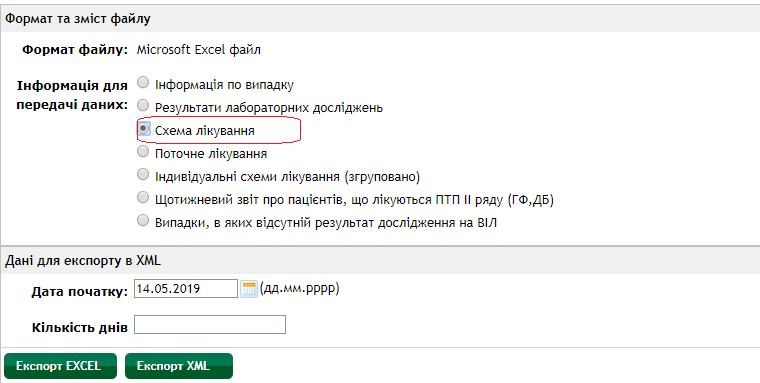 Формат та зміст файлу
Формат файлу: Microsoft Excel файл
Інформація для передачі даних:
Інформація по випадку
Результати лабораторних досліджень
Схема лікування
Поточне лікування
Індивідуальні схеми лікування (згруповано)
Щотижневий звіт про пацієнтів, що лікуються ПТП ІІ ряду (ГФ,ДБ)
Випадки, в яких відсутній результат дослідження на ВІЛ
Дані для експорту в XML
Дата початку: 14.05.2019 (дд.мм.рррр)
Кількість днів
Експорт EXCEL Експорт XML